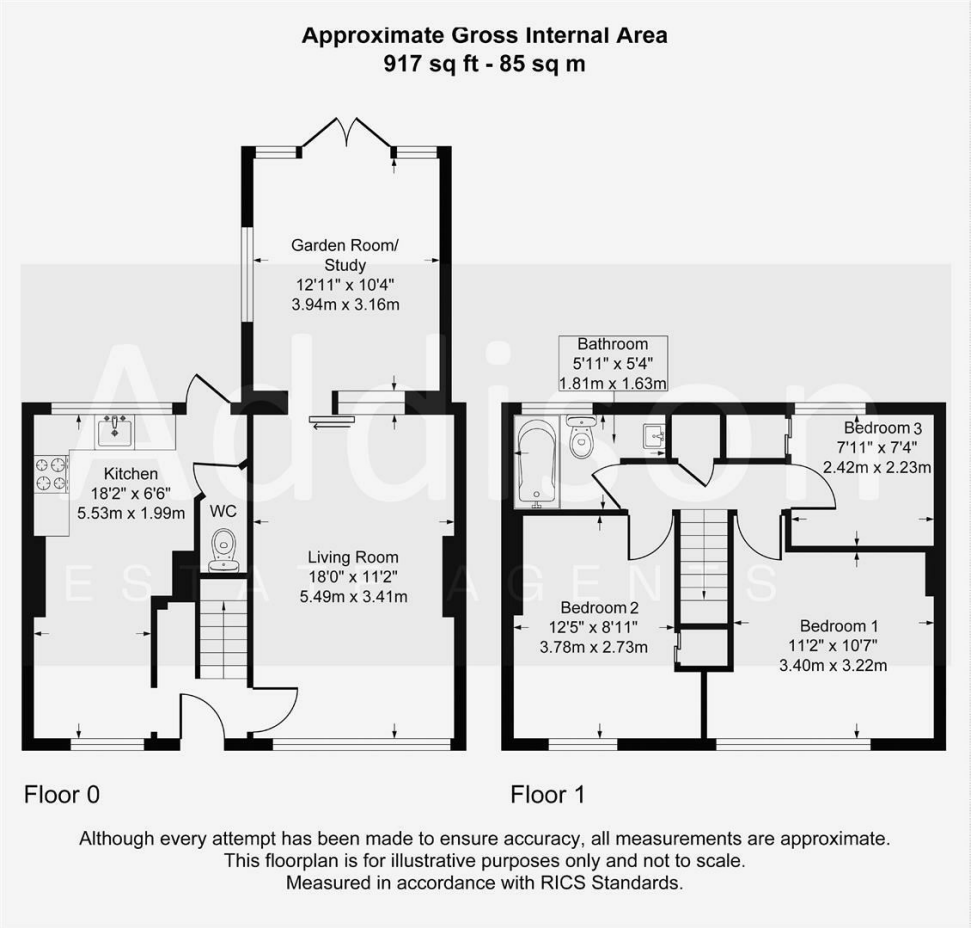 Approximate Gross Internal Area
917 sq ft - 85 sq m
Garden Room/
Study
12'11" x 10'4"
3.94m x 3.16m
Bathroom
5'11" x 5'4"
1.81m x 1.63m
Addison
ESTATE AGENTS
Kitchen
18'2" x 6'6"
5.53m x 1.99m
WC
Living Room
18'0" x 11'2"
5.49m x 3.41m
Bedroom 3
7'11" x 7'4"
2.42m x 2.23m
Bedroom 2
12'5" x 8'11"
3.78m x 2.73m
Bedroom 1
11'2" x 10'7"
3.40m x 3.22m
Floor 0
Floor 1
Although every attempt has been made to ensure accuracy, all measurements are approximate.
This floorplan is for illustrative purposes only and not to scale.
Measured in accordance with RICS Standards.